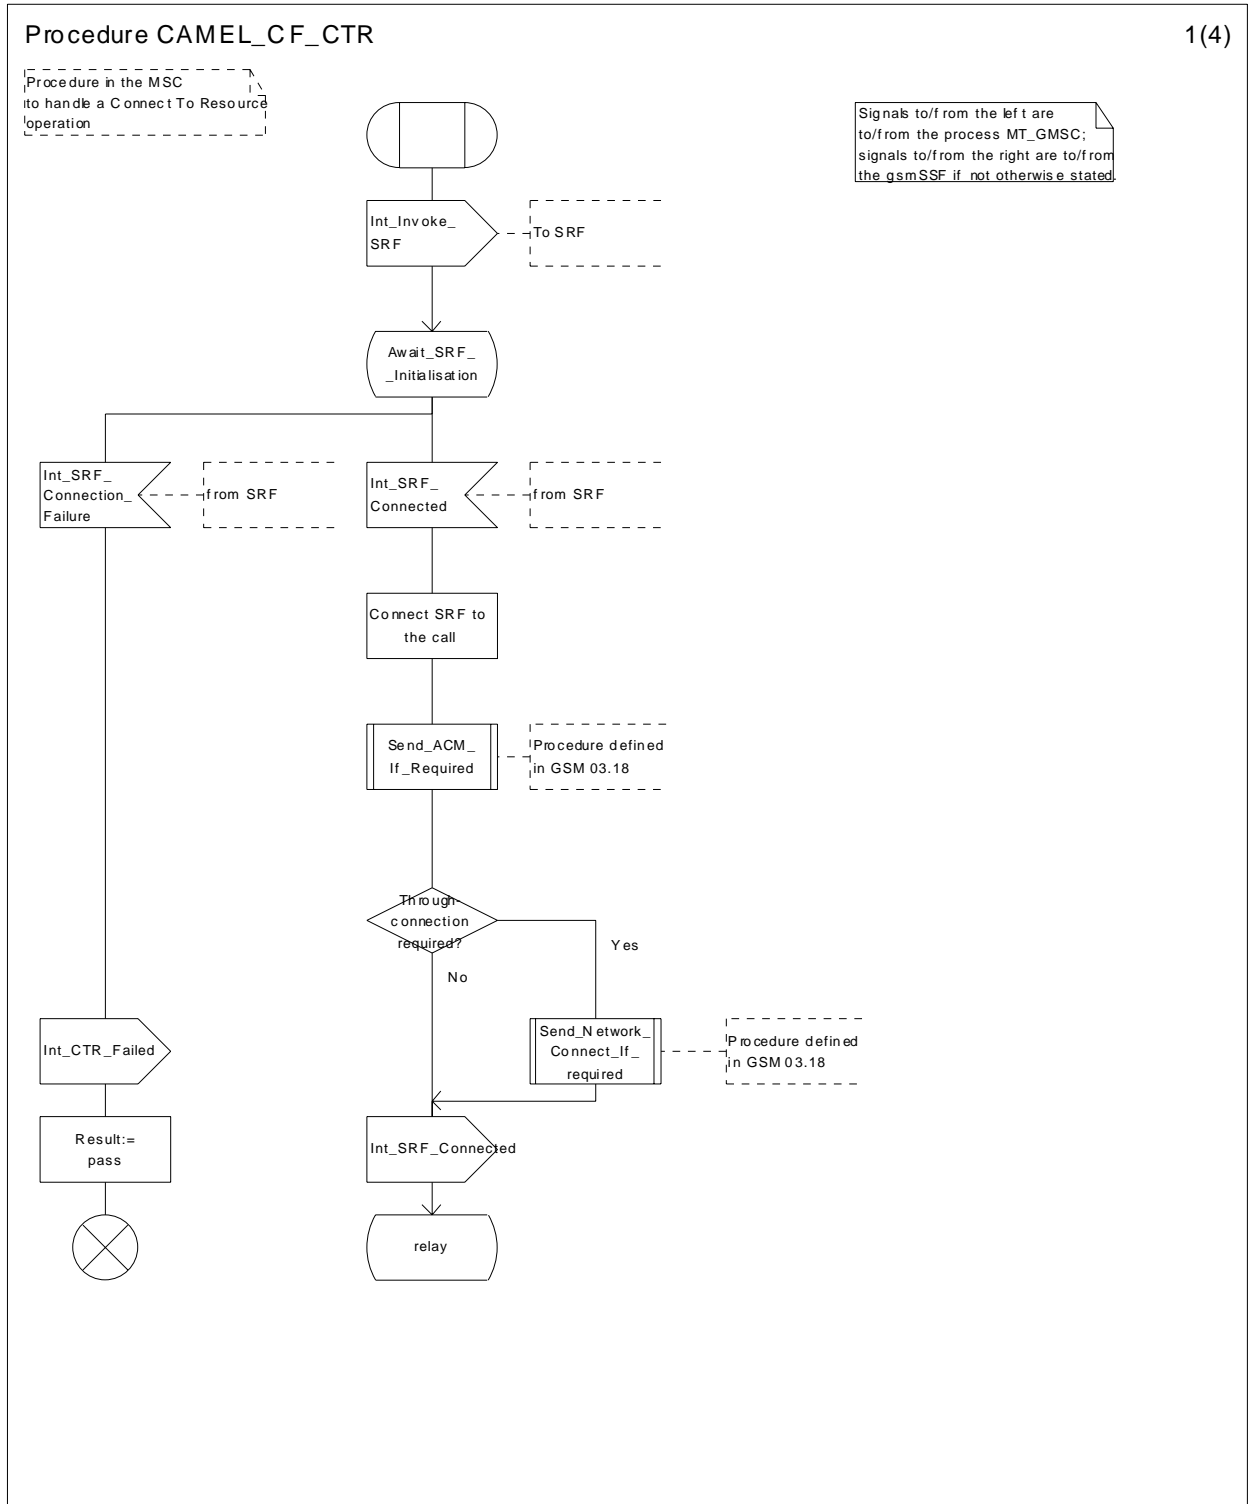 Procedure CAMEL_CF_CTR
1(4)
Procedure in the MSC
to handle a Connect To Resource
operation
Signals to/from the left are
to/from the process MT_GMSC;
signals to/from the right are to/from
the gsmSSF if not otherwise stated.
Int_Invoke_
SRF
To SRF
Await_SRF_
_Initialisation
Int_SRF_
Connection_
Failure
from SRF
Int_SRF_
Connected
from SRF
Connect SRF to
the call
Send_ACM_
If_Required
Procedure defined
in GSM 03.18
Through-
connection
required?
Yes
No
Int_CTR_Failed
Send_Network_
Connect_If_
required
Procedure defined
in GSM 03.18
Result:=
pass
Int_SRF_Connected
relay